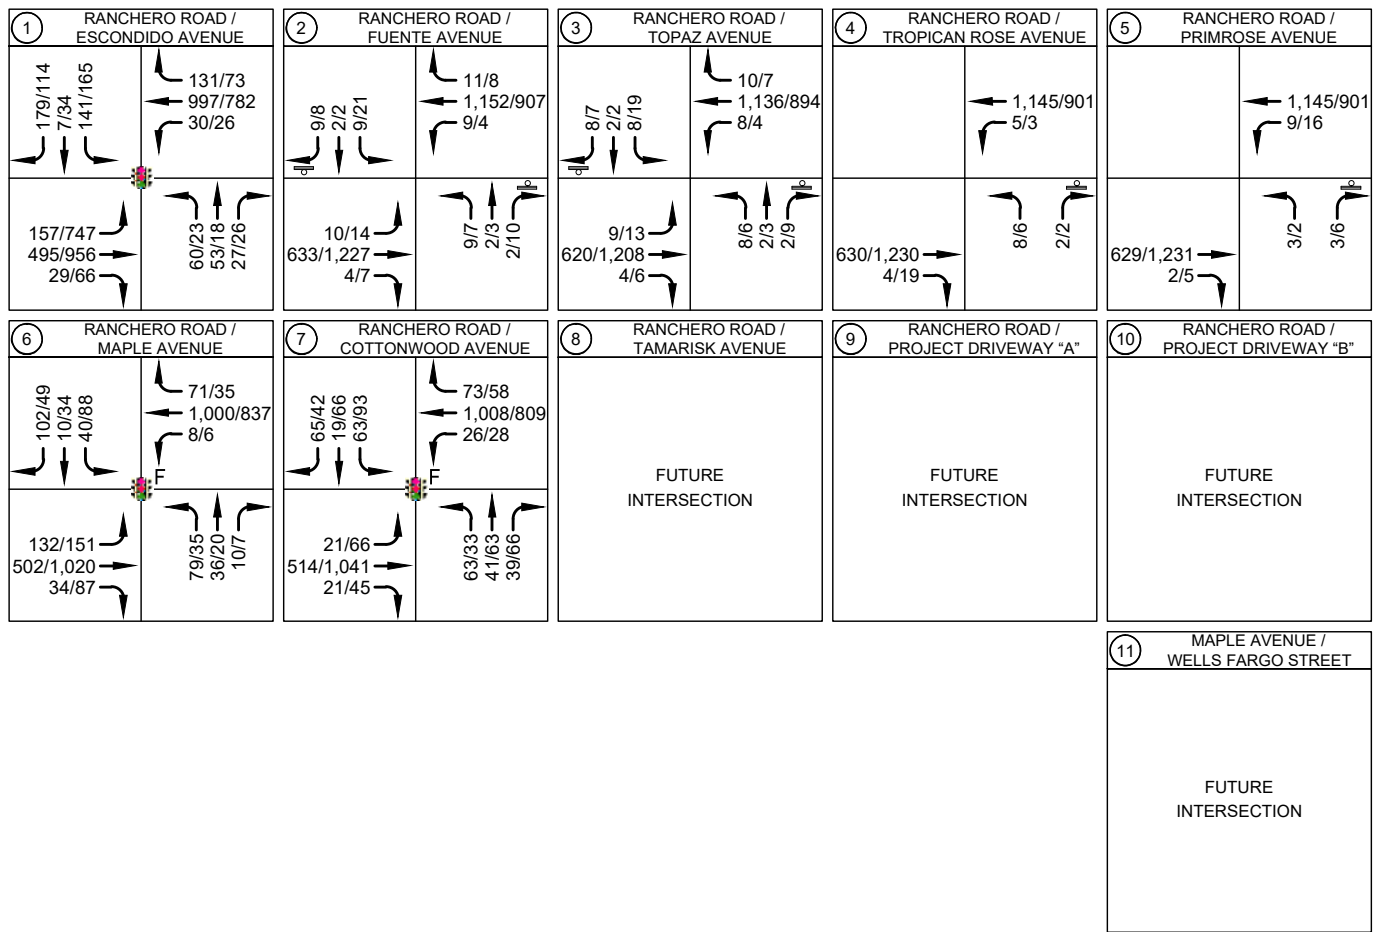 1
RANCHERO ROAD /
ESCONDIDO AVENUE
179/114
7/34
141/165
131/73
997/782
30/26
157/747
495/956
29/66
60/23
53/18
27/26
2
RANCHERO ROAD /
FUENTE AVENUE
9/8
2/2
9/21
11/8
1,152/907
9/4
10/14
633/1,227
4/7
9/7
2/3
2/10
3
RANCHERO ROAD /
TOPAZ AVENUE
8/7
2/2
8/19
10/7
1,136/894
8/4
9/13
620/1,208
4/6
8/6
2/3
2/9
4
RANCHERO ROAD /
TROPICAN ROSE AVENUE
1,145/901
5/3
630/1,230
4/19
8/6
2/2
5
RANCHERO ROAD /
PRIMROSE AVENUE
1,145/901
9/16
629/1,231
2/5
3/2
3/6
6
RANCHERO ROAD /
MAPLE AVENUE
102/49
10/34
40/88
71/35
1,000/837
8/6
F
132/151
502/1,020
34/87
79/35
36/20
10/7
7
RANCHERO ROAD /
COTTONWOOD AVENUE
65/42
19/66
63/93
73/58
1,008/809
26/28
F
21/66
514/1,041
21/45
63/33
41/63
39/66
8
RANCHERO ROAD /
TAMARISK AVENUE
FUTURE
INTERSECTION
9
RANCHERO ROAD /
PROJECT DRIVEWAY “A”
FUTURE
INTERSECTION
10
RANCHERO ROAD /
PROJECT DRIVEWAY “B”
FUTURE
INTERSECTION
11
MAPLE AVENUE /
WELLS FARGO STREET
FUTURE
INTERSECTION